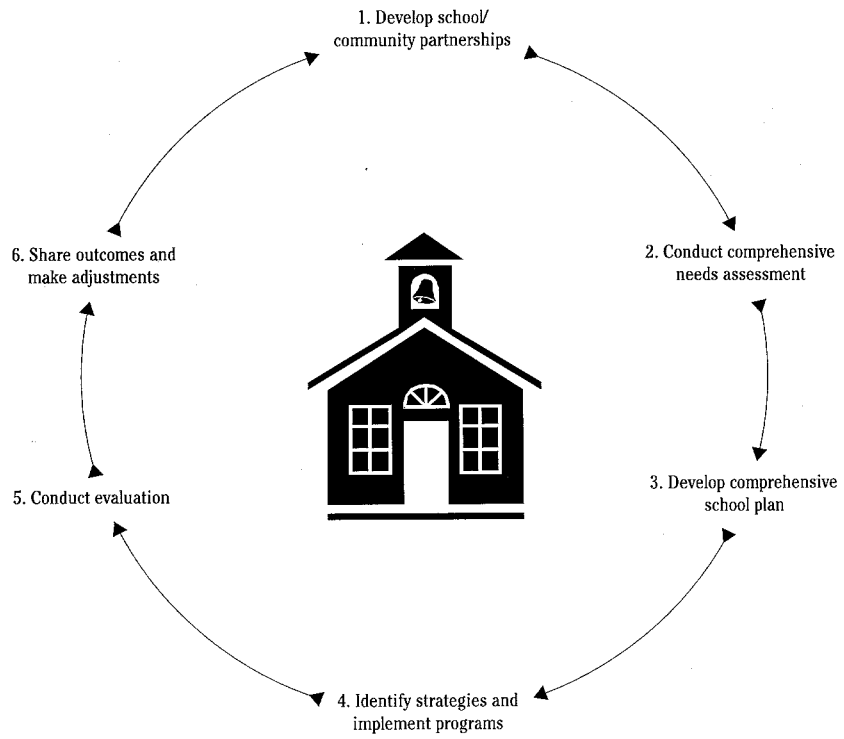 1. Develop school/
community partnerships
2. Conduct comprehensive
needs assessment
3. Develop comprehensive
school plan
4. Identify strategies and
implement programs
5. Conduct evaluation
6. Share outcomes and
make adjustments